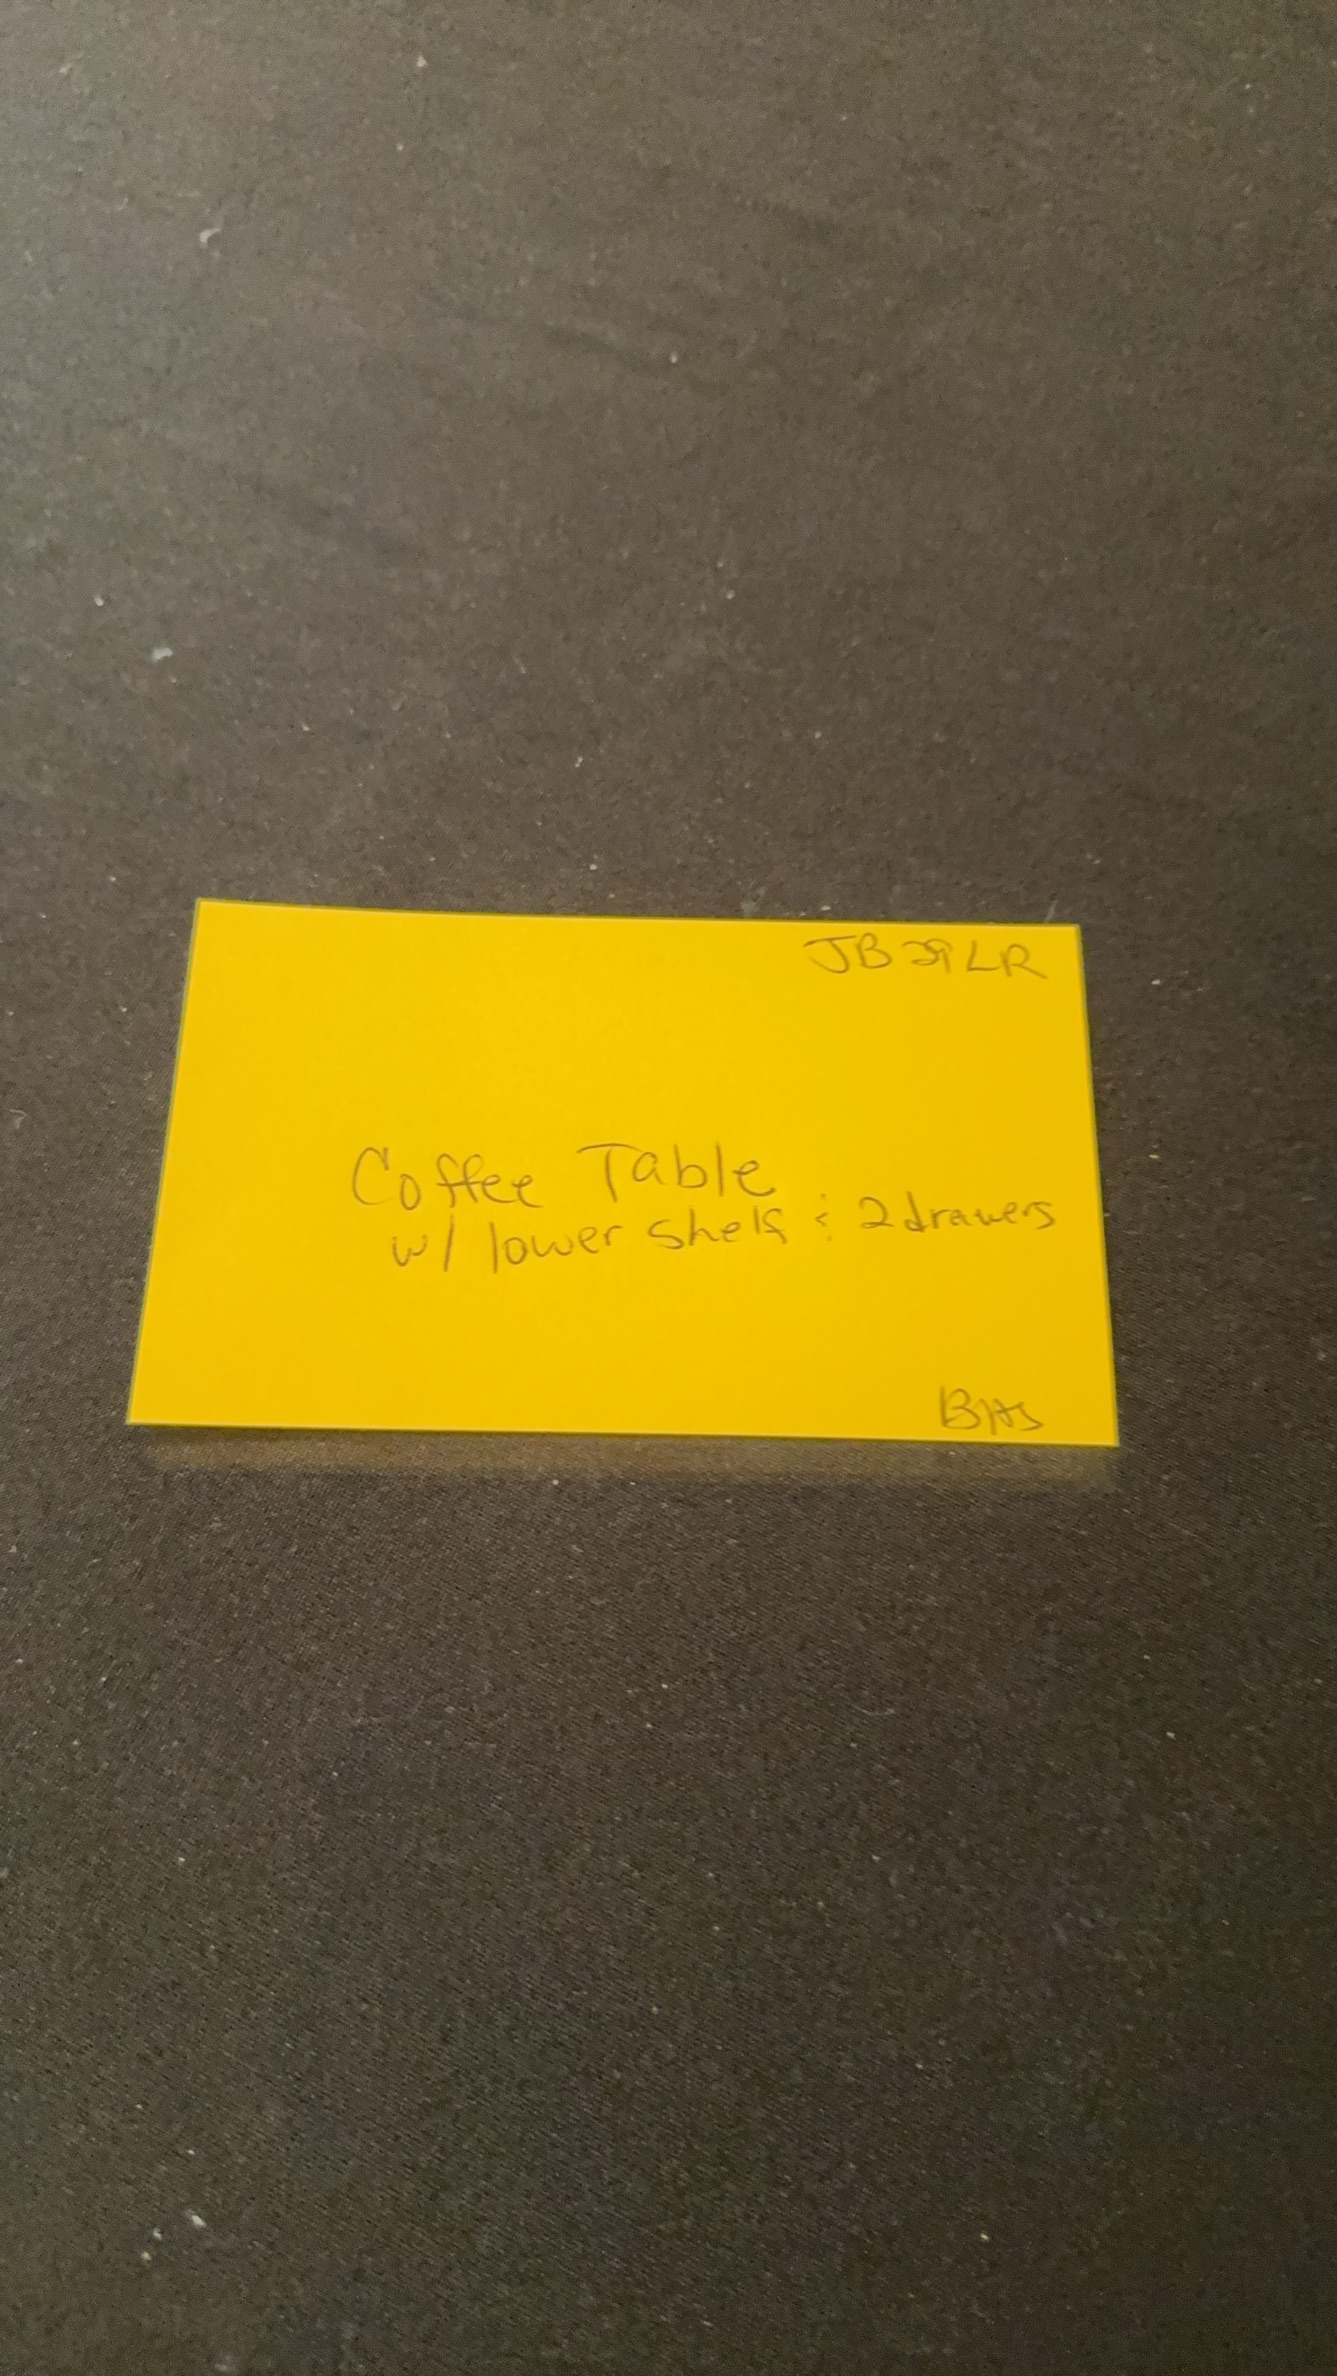 JB 29 LR
Coffee Table
w/ lower shelf & 2 drawers